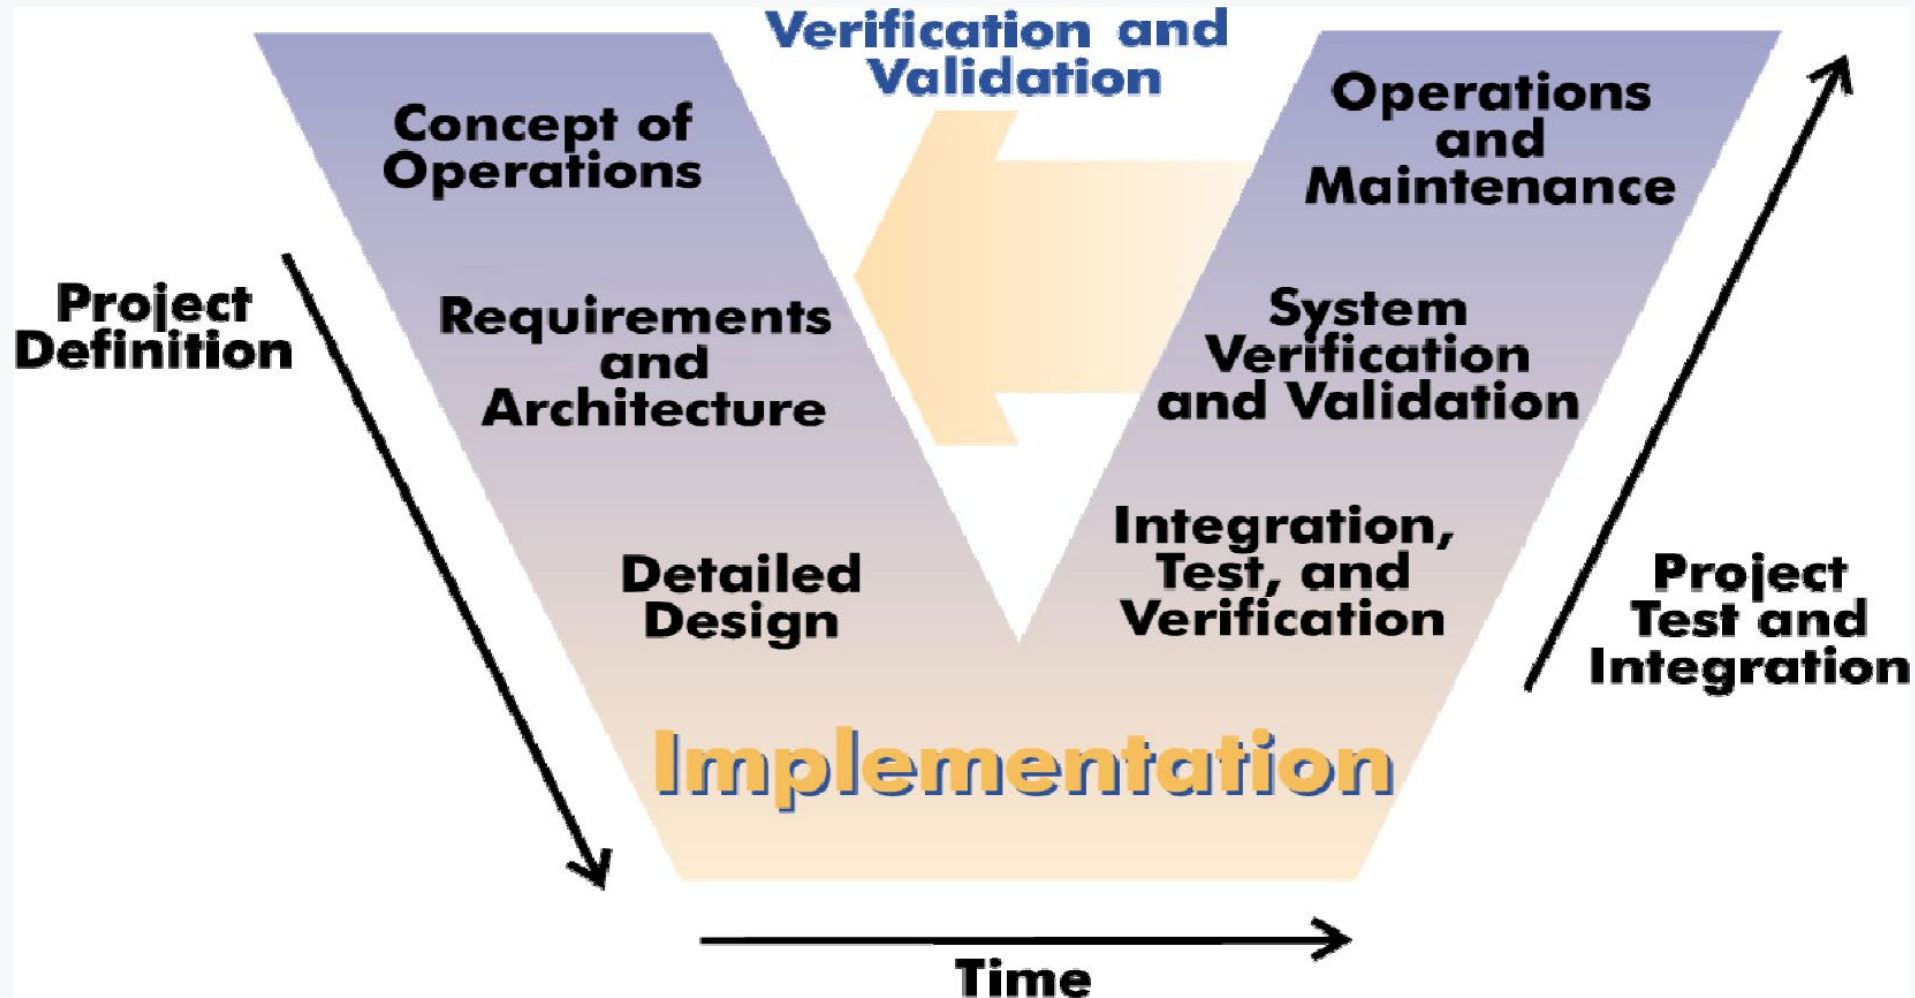 Verification and
Validation
Concept of
Operations
Operations
and
Maintenance
Project
Definition
Requirements
and
Architecture
System
Verification
and Validation
Detailed
Design
Integration,
Test, and
Verification
Project
Test and
Integration
Implementation
Time